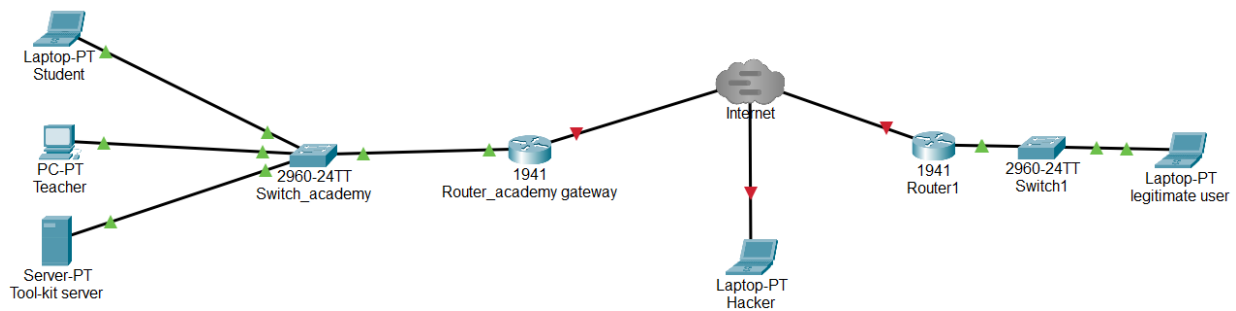 Laptop-PT
Student
PC-PT
Teacher
Server-PT
Tool-kit server
2960-24TT
Switch_academy
1941
Router_academy gateway
Internet
Laptop-PT
Hacker
1941
Router1
2960-24TT
Switch1
Laptop-PT
legitimate user